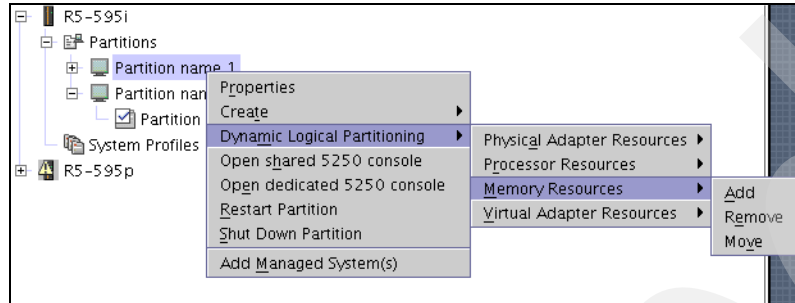 R5-595i
Partitions
Partition name 1
Partition nan
Partition
System Profiles
R5-595p
Properties
Create
Dynamic Logical Partitioning
Open shared 5250 console
Open dedicated 5250 console
Restart Partition
Shut Down Partition
Add Managed System(s)
Physical Adapter Resources
Processor Resources
Memory Resources
Virtual Adapter Resources
Add
Remove
Move